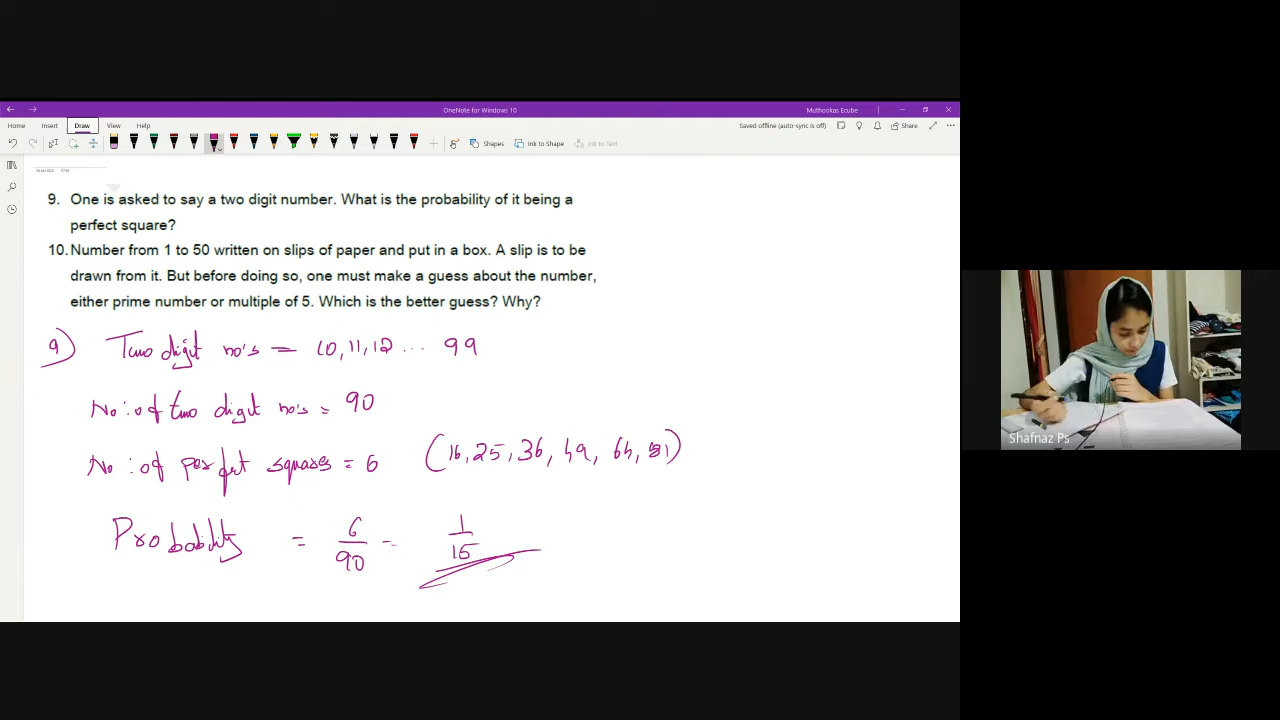 OneNote for Windows 10
Muthookas Ecube
Home Insert Draw View Help
Saved offline (auto-sync is off)
Share
Shapes
Ink to Shape
Ink to Text
9. One is asked to say a two digit number. What is the probability of it being a
perfect square?
10. Number from 1 to 50 written on slips of paper and put in a box. A slip is to be
drawn from it. But before doing so, one must make a guess about the number,
either prime number or multiple of 5. Which is the better guess? Why?
9) Two digit no's = 10, 11, 12 ... 99
No : of two digit no's = 90
No : of perfect squares = 6 (16, 25, 36, 49, 64, 81)
Probability = 6/90 = 1/15
Shafnaz Ps